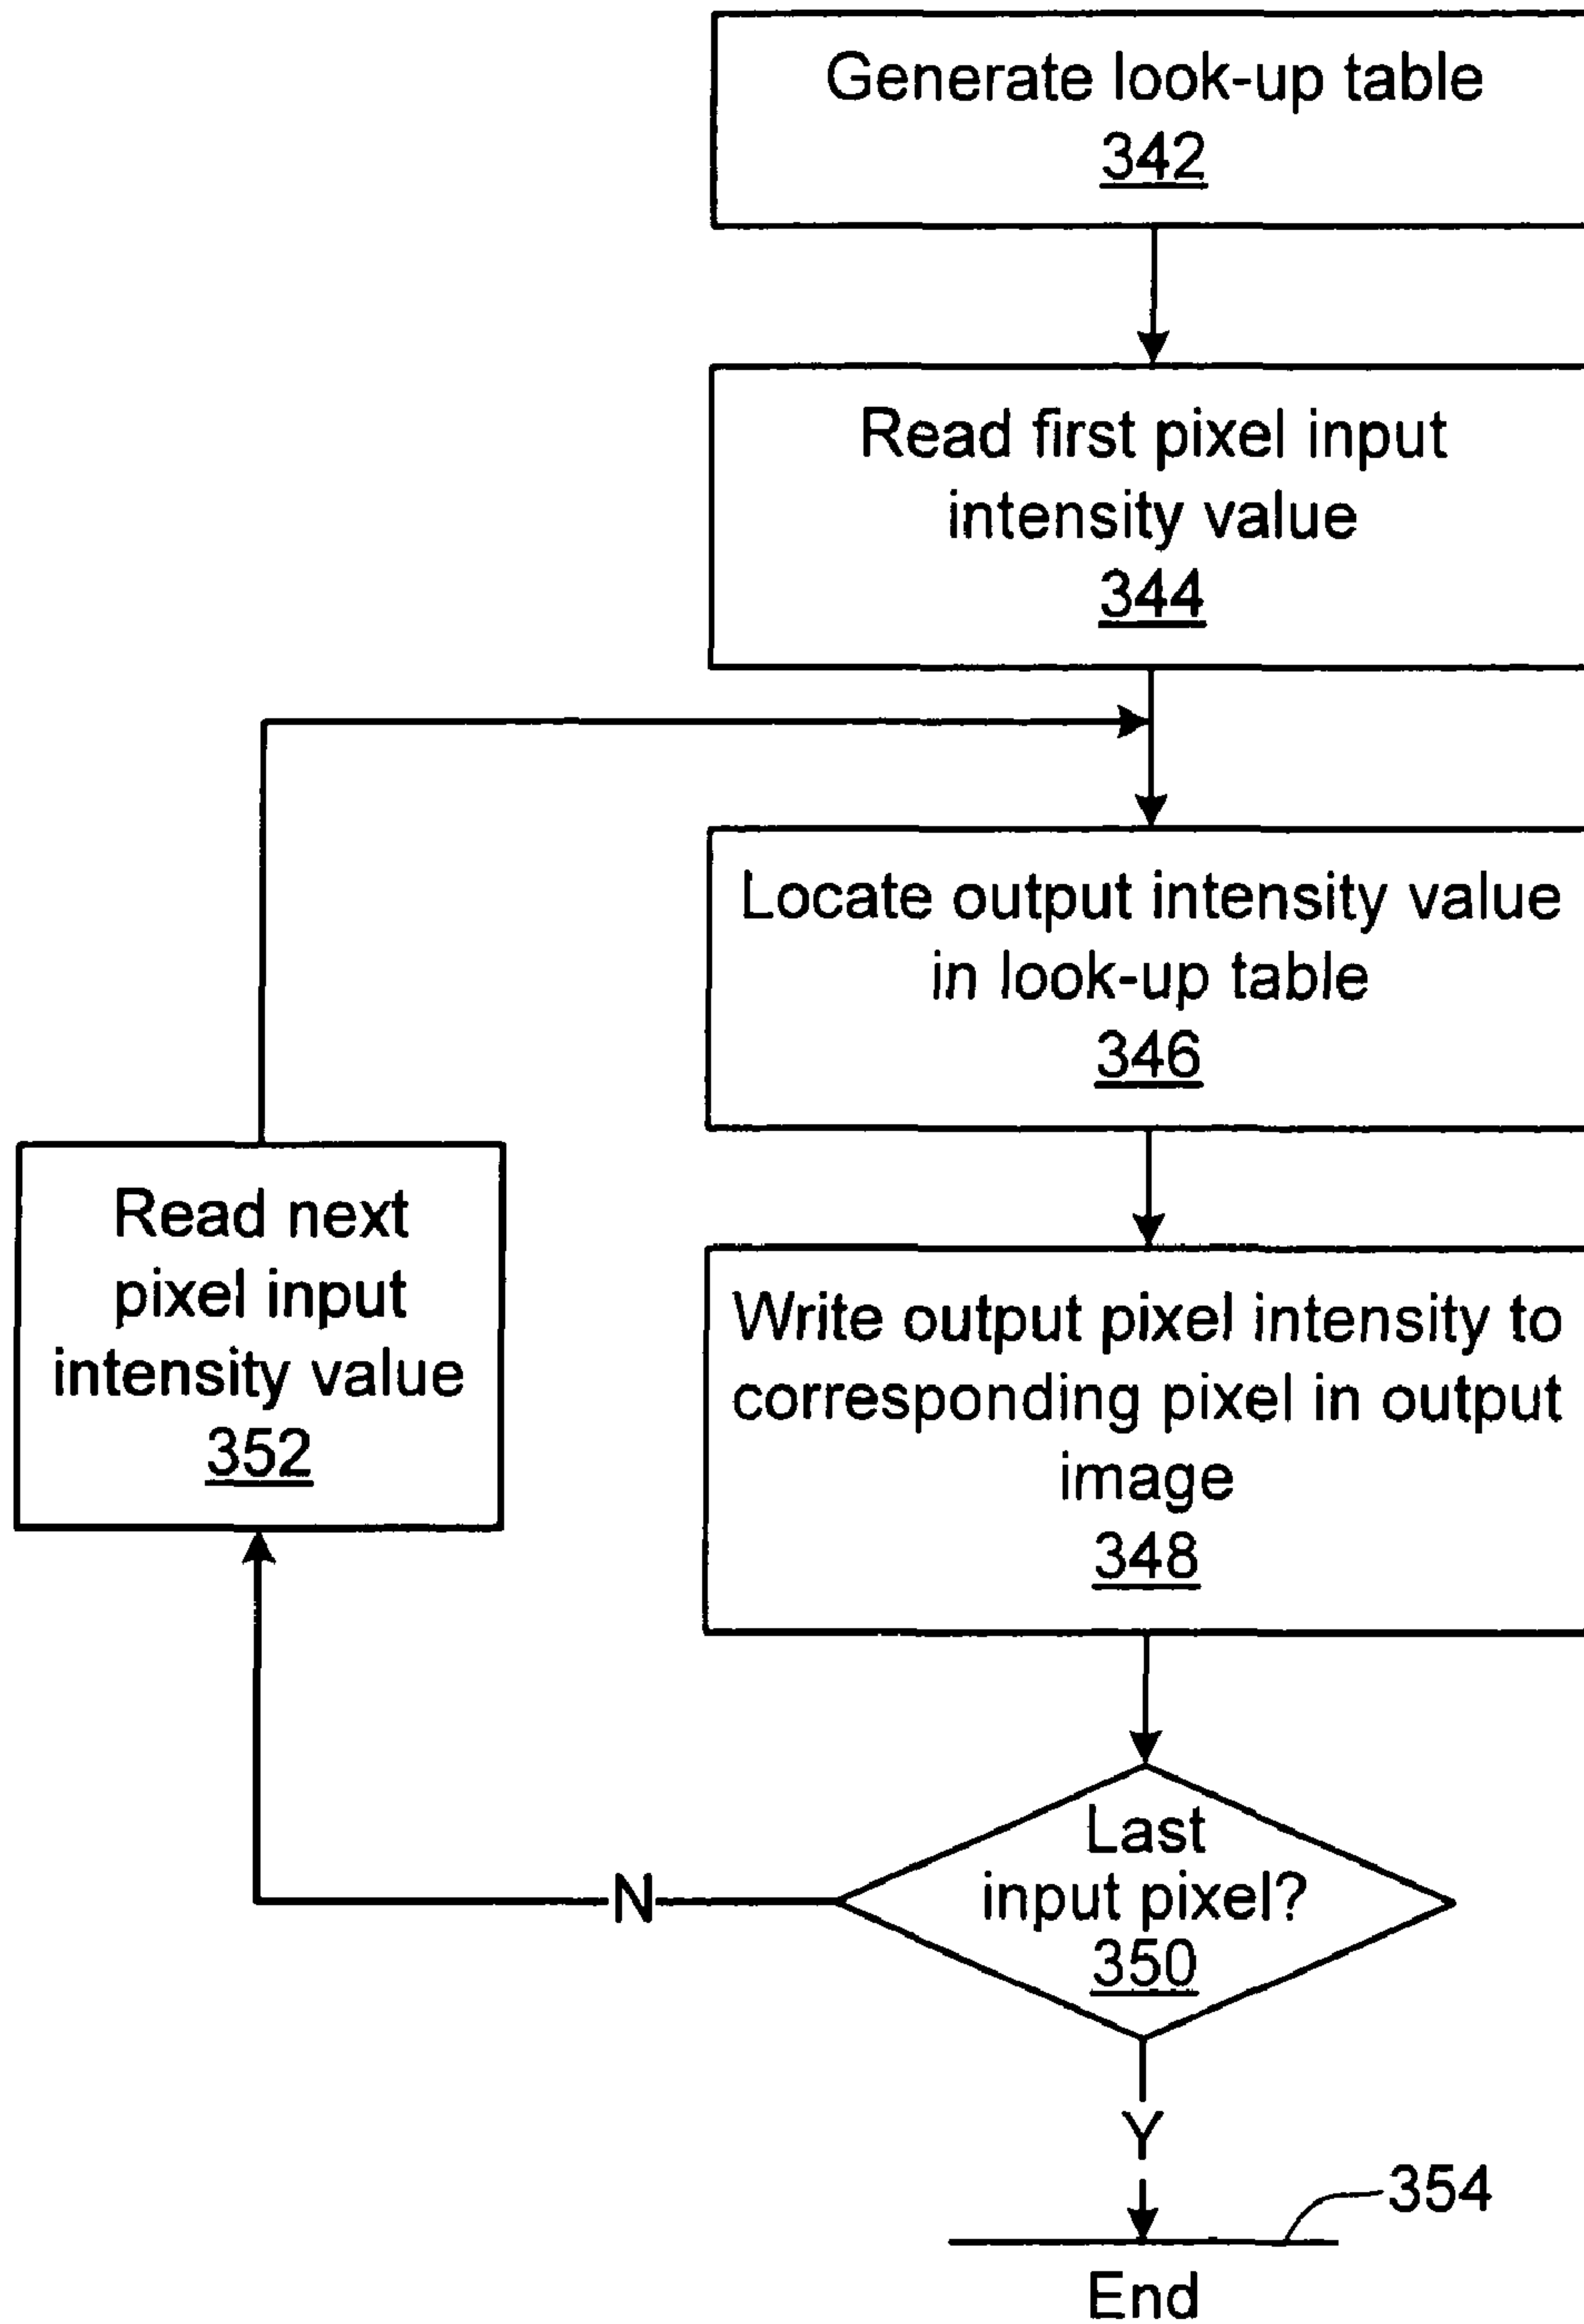 Generate look-up table
342
Read first pixel input
intensity value
344
Locate output intensity value
in look-up table
346
Read next
pixel input
intensity value
352
Write output pixel intensity to
corresponding pixel in output
image
348
Last
input pixel?
350
N
Y
354
End